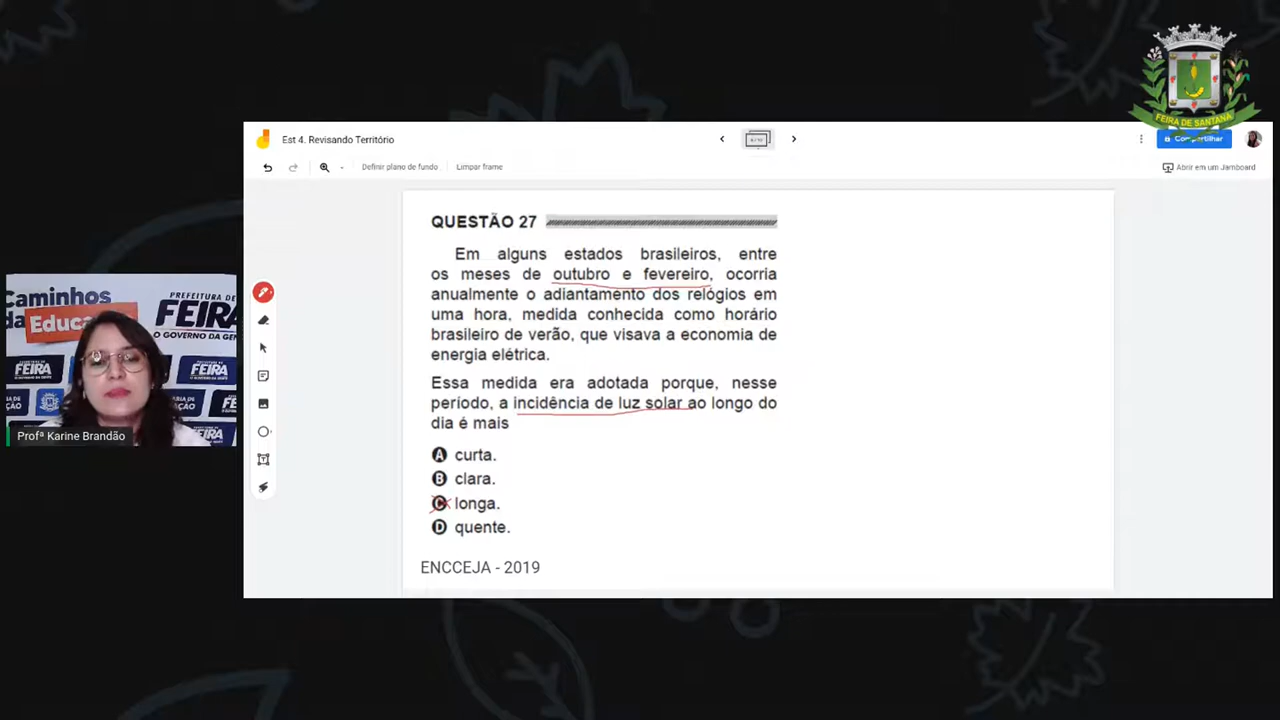 FEIRA DE SANTANA
Est 4. Revisando Território
Compartilhar
Definir plano de fundo
Limpar frame
Abrir em um Jamboard
QUESTÃO 27
Em alguns estados brasileiros, entre
os meses de outubro e fevereiro, ocorria
anualmente o adiantamento dos relógios em
uma hora, medida conhecida como horário
brasileiro de verão, que visava a economia de
energia elétrica.
Essa medida era adotada porque, nesse
período, a incidência de luz solar ao longo do
dia é mais
A curta.
B clara.
C longa.
D quente.
ENCCEJA - 2019
Caminhos
da Educa
PREFEITURA DE
FEIRA
O GOVERNO DA GEN
FEIRA
Profª Karine Brandão